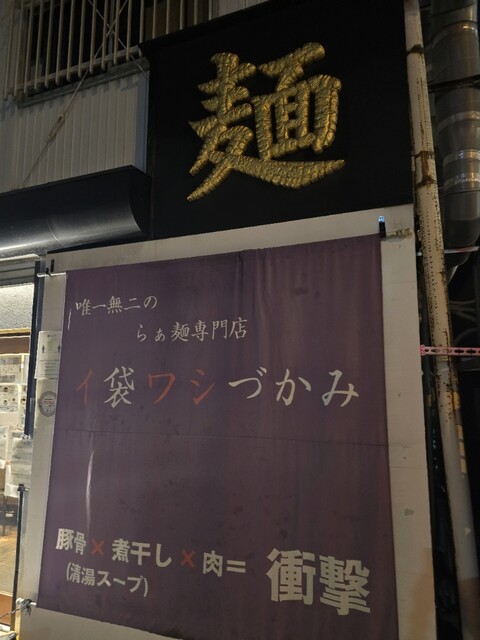 麺
唯一無二の
らぁ麺専門店
イ袋ワシづかみ
豚骨×煮干し×肉=衝撃
(清湯スープ)